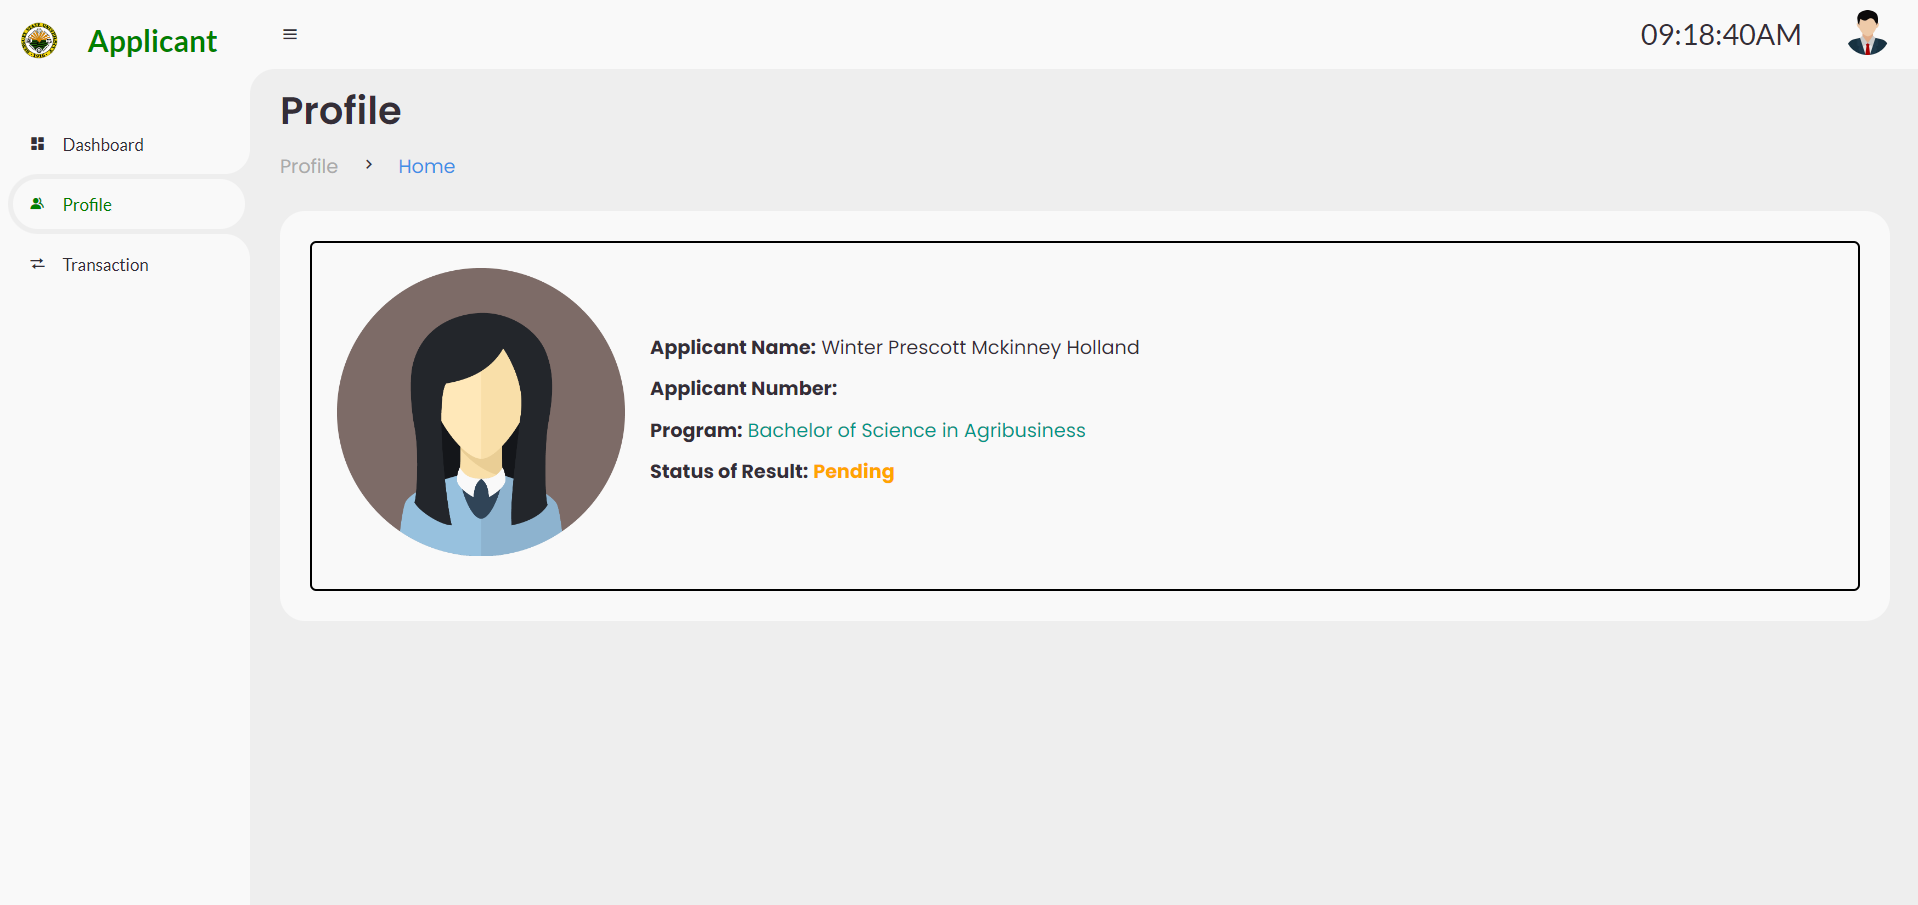 Applicant
09:18:40AM
Dashboard
Profile
Transaction
Profile
Profile > Home
Applicant Name: Winter Prescott Mckinney Holland
Applicant Number:
Program: Bachelor of Science in Agribusiness
Status of Result: Pending